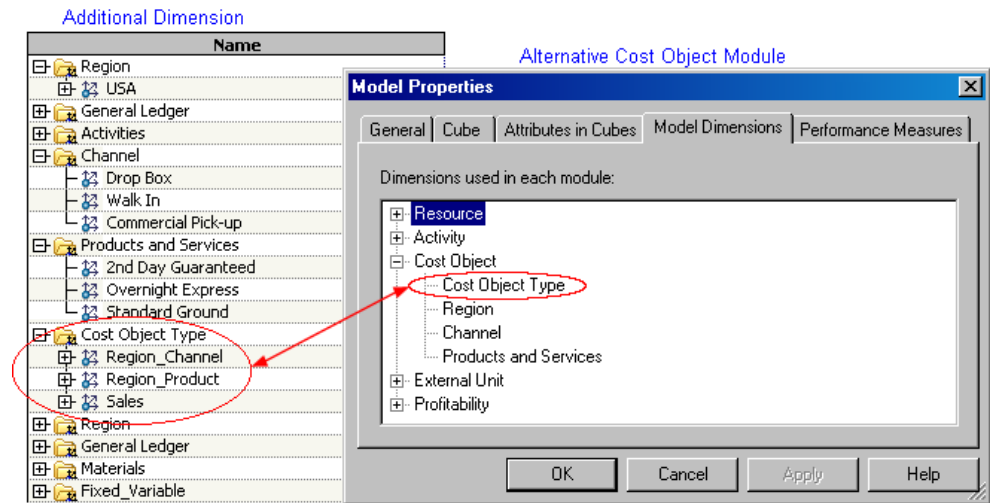 Additional Dimension
Name
Region
USA
General Ledger
Activities
Channel
Drop Box
Walk In
Commercial Pick-up
Products and Services
2nd Day Guaranteed
Overnight Express
Standard Ground
Cost Object Type
Region_Channel
Region_Product
Sales
Region
General Ledger
Materials
Fixed_Variable
Alternative Cost Object Module
Model Properties
General Cube Attributes in Cubes Model Dimensions Performance Measures
Dimensions used in each module:
Resource
Activity
Cost Object
Cost Object Type
Region
Channel
Products and Services
External Unit
Profitability
OK Cancel Apply Help